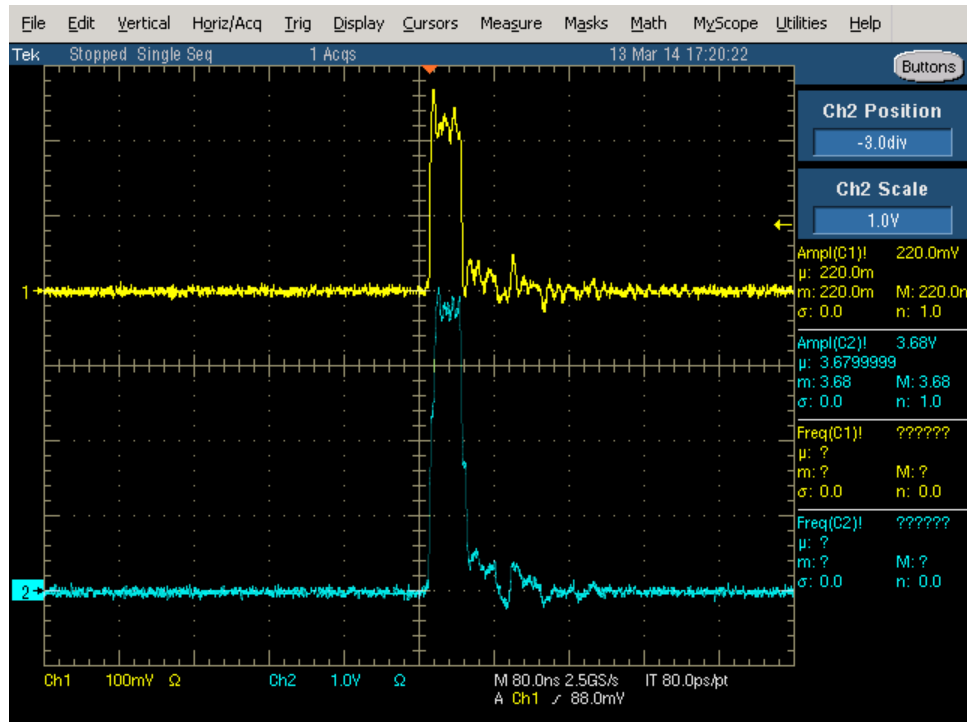 File Edit Vertical Horiz/Acq Trig Display Cursors Measure Masks Math MyScope Utilities Help
Tek Stopped Single Seq 1 Acqs 13 Mar 14 17:20:22
Buttons
Ch2 Position
-3.0div
Ch2 Scale
1.0V
Ampl(C1)! 220.0mV
µ: 220.0m
m: 220.0m M: 220.0m
σ: 0.0 n: 1.0
Ampl(C2)! 3.68V
µ: 3.6799999
m: 3.68 M: 3.68
σ: 0.0 n: 1.0
Freq(C1)! ??????
µ: ?
m: ? M: ?
σ: 0.0 n: 0.0
Freq(C2)! ??????
µ: ?
m: ? M: ?
σ: 0.0 n: 0.0
1
2
Ch1 100mV Ω Ch2 1.0V Ω M 80.0ns 2.5GS/s IT 80.0ps/pt
A Ch1 88.0mV